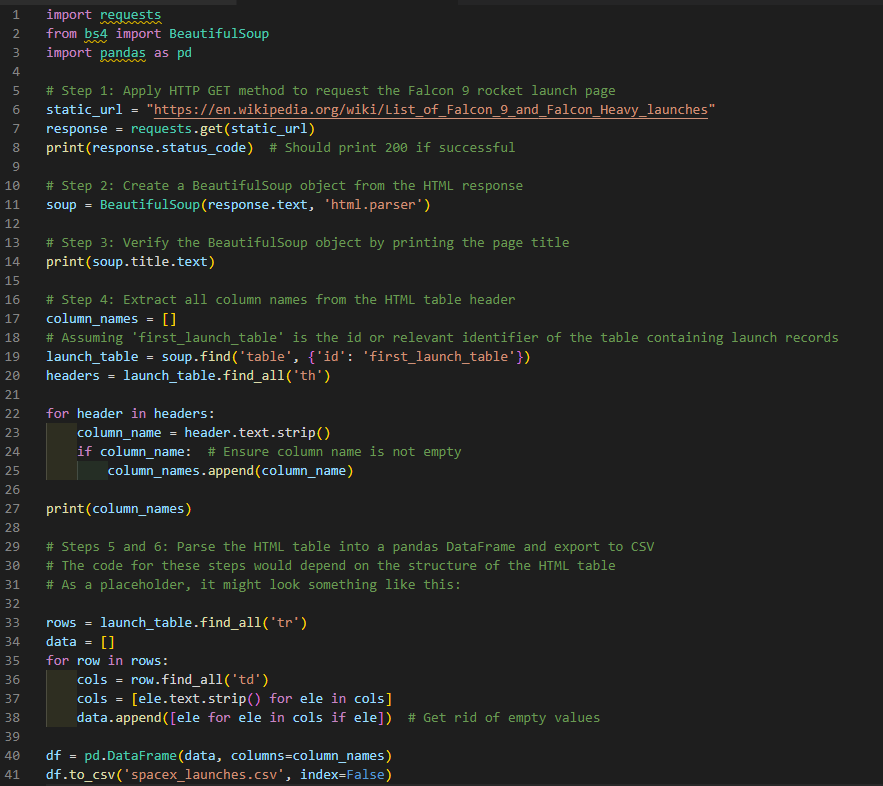 1 import requests
2 from bs4 import BeautifulSoup
3 import pandas as pd
4
5 # Step 1: Apply HTTP GET method to request the Falcon 9 rocket launch page
6 static_url = "https://en.wikipedia.org/wiki/List_of_Falcon_9_and_Falcon_Heavy_launches"
7 response = requests.get(static_url)
8 print(response.status_code)  # Should print 200 if successful
9
10 # Step 2: Create a BeautifulSoup object from the HTML response
11 soup = BeautifulSoup(response.text, 'html.parser')
12
13 # Step 3: Verify the BeautifulSoup object by printing the page title
14 print(soup.title.text)
15
16 # Step 4: Extract all column names from the HTML table header
17 column_names = []
18 # Assuming 'first_launch_table' is the id or relevant identifier of the table containing launch records
19 launch_table = soup.find('table', {'id': 'first_launch_table'})
20 headers = launch_table.find_all('th')
21
22 for header in headers:
23     column_name = header.text.strip()
24     if column_name:  # Ensure column name is not empty
25         column_names.append(column_name)
26
27 print(column_names)
28
29 # Steps 5 and 6: Parse the HTML table into a pandas DataFrame and export to CSV
30 # The code for these steps would depend on the structure of the HTML table
31 # As a placeholder, it might look something like this:
32
33 rows = launch_table.find_all('tr')
34 data = []
35 for row in rows:
36     cols = row.find_all('td')
37     cols = [ele.text.strip() for ele in cols]
38     data.append([ele for ele in cols if ele])  # Get rid of empty values
39
40 df = pd.DataFrame(data, columns=column_names)
41 df.to_csv('spacex_launches.csv', index=False)